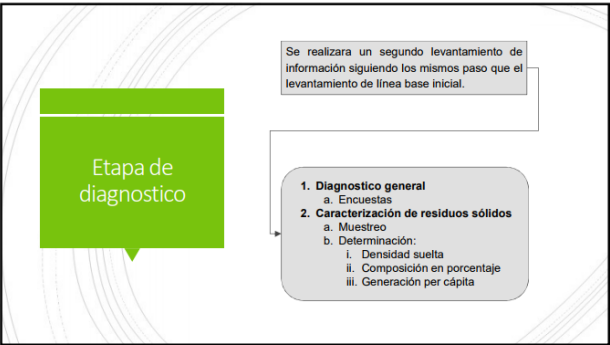 Etapa de
diagnostico
Se realizara un segundo levantamiento de
información siguiendo los mismos paso que el
levantamiento de línea base inicial.
1. Diagnostico general
a. Encuestas
2. Caracterización de residuos sólidos
a. Muestreo
b. Determinación:
i. Densidad suelta
ii. Composición en porcentaje
iii. Generación per cápita